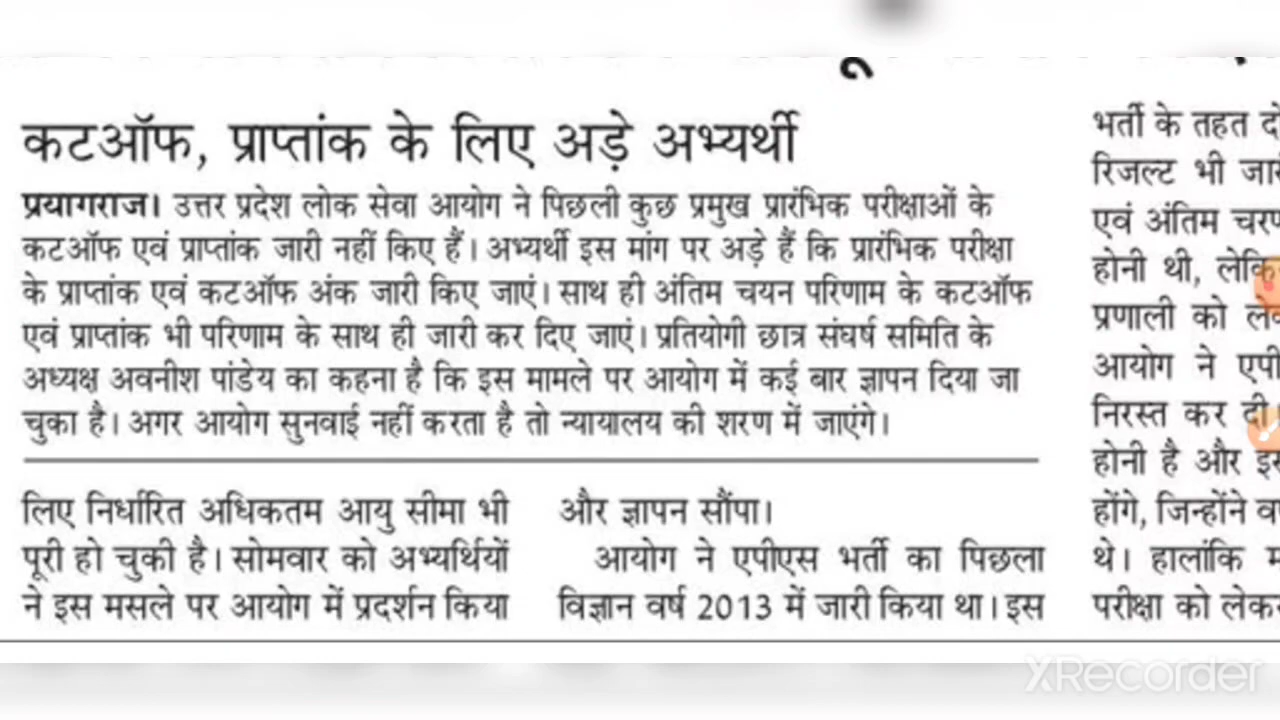 कटऑफ, प्राप्तांक के लिए अड़े अभ्यर्थी
प्रयागराज। उत्तर प्रदेश लोक सेवा आयोग ने पिछली कुछ प्रमुख प्रारंभिक परीक्षाओं के
कटऑफ एवं प्राप्तांक जारी नहीं किए हैं। अभ्यर्थी इस मांग पर अड़े हैं कि प्रारंभिक परीक्षा
के प्राप्तांक एवं कटऑफ अंक जारी किए जाएं। साथ ही अंतिम चयन परिणाम के कटऑफ
एवं प्राप्तांक भी परिणाम के साथ ही जारी कर दिए जाएं। प्रतियोगी छात्र संघर्ष समिति के
अध्यक्ष अवनीश पांडेय का कहना है कि इस मामले पर आयोग में कई बार ज्ञापन दिया जा
चुका है। अगर आयोग सुनवाई नहीं करता है तो न्यायालय की शरण में जाएंगे।
लिए निर्धारित अधिकतम आयु सीमा भी
पूरी हो चुकी है। सोमवार को अभ्यर्थियों
ने इस मसले पर आयोग में प्रदर्शन किया
और ज्ञापन सौंपा।
आयोग ने एपीएस भर्ती का पिछला
विज्ञान वर्ष 2013 में जारी किया था। इस
भर्ती के तहत
रिजल्ट भी
एवं अंतिम
होनी थी,
प्रणाली को
आयोग ने
निरस्त कर दी
होनी है और
होंगे, जिन्होंने
थे। हालांकि
परीक्षा को
XRecorder